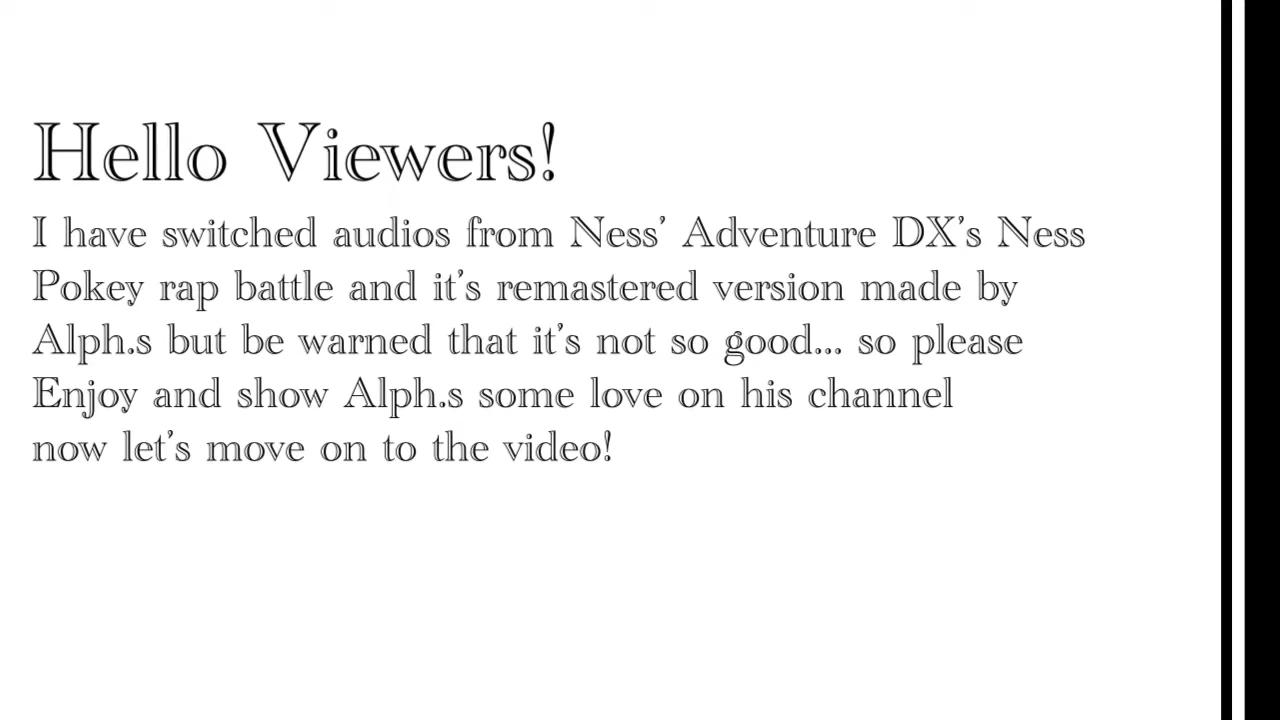 Hello Viewers!
I have switched audios from Ness’ Adventure DX’s Ness
Pokey rap battle and it’s remastered version made by
Alph.s but be warned that it’s not so good... so please
Enjoy and show Alph.s some love on his channel
now let’s move on to the video!